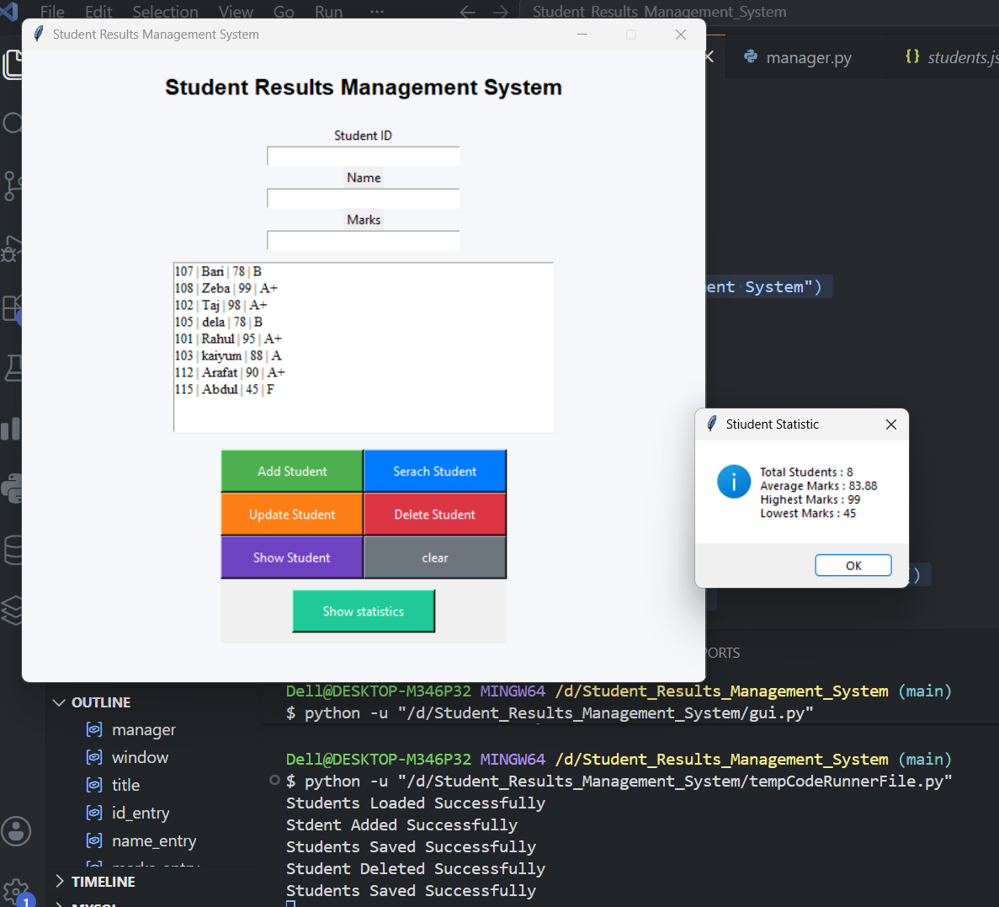 File Edit Selection View Go Run ··· Student_Results_Management_System
Student Results Management System
manager.py
{} students.js
Student Results Management System
Student ID
Name
Marks
107 | Bari | 78 | B
108 | Zeba | 99 | A+
102 | Taj | 98 | A+
105 | dela | 78 | B
101 | Rahul | 95 | A+
103 | kaiyum | 88 | A
112 | Arafat | 90 | A+
115 | Abdul | 45 | F
ent System")
Add Student
Serach Student
Update Student
Delete Student
Show Student
clear
Show statistics
Stiudent Statistic
Total Students : 8
Average Marks : 83.88
Highest Marks : 99
Lowest Marks : 45
OK
)
PORTS
OUTLINE
manager
window
title
id_entry
name_entry
TIMELINE
MYSQL
1
Dell@DESKTOP-M346P32 MINGW64 /d/Student_Results_Management_System (main)
$ python -u "/d/Student_Results_Management_System/gui.py"
Dell@DESKTOP-M346P32 MINGW64 /d/Student_Results_Management_System (main)
$ python -u "/d/Student_Results_Management_System/tempCodeRunnerFile.py"
Students Loaded Successfully
Stdent Added Successfully
Students Saved Successfully
Student Deleted Successfully
Students Saved Successfully